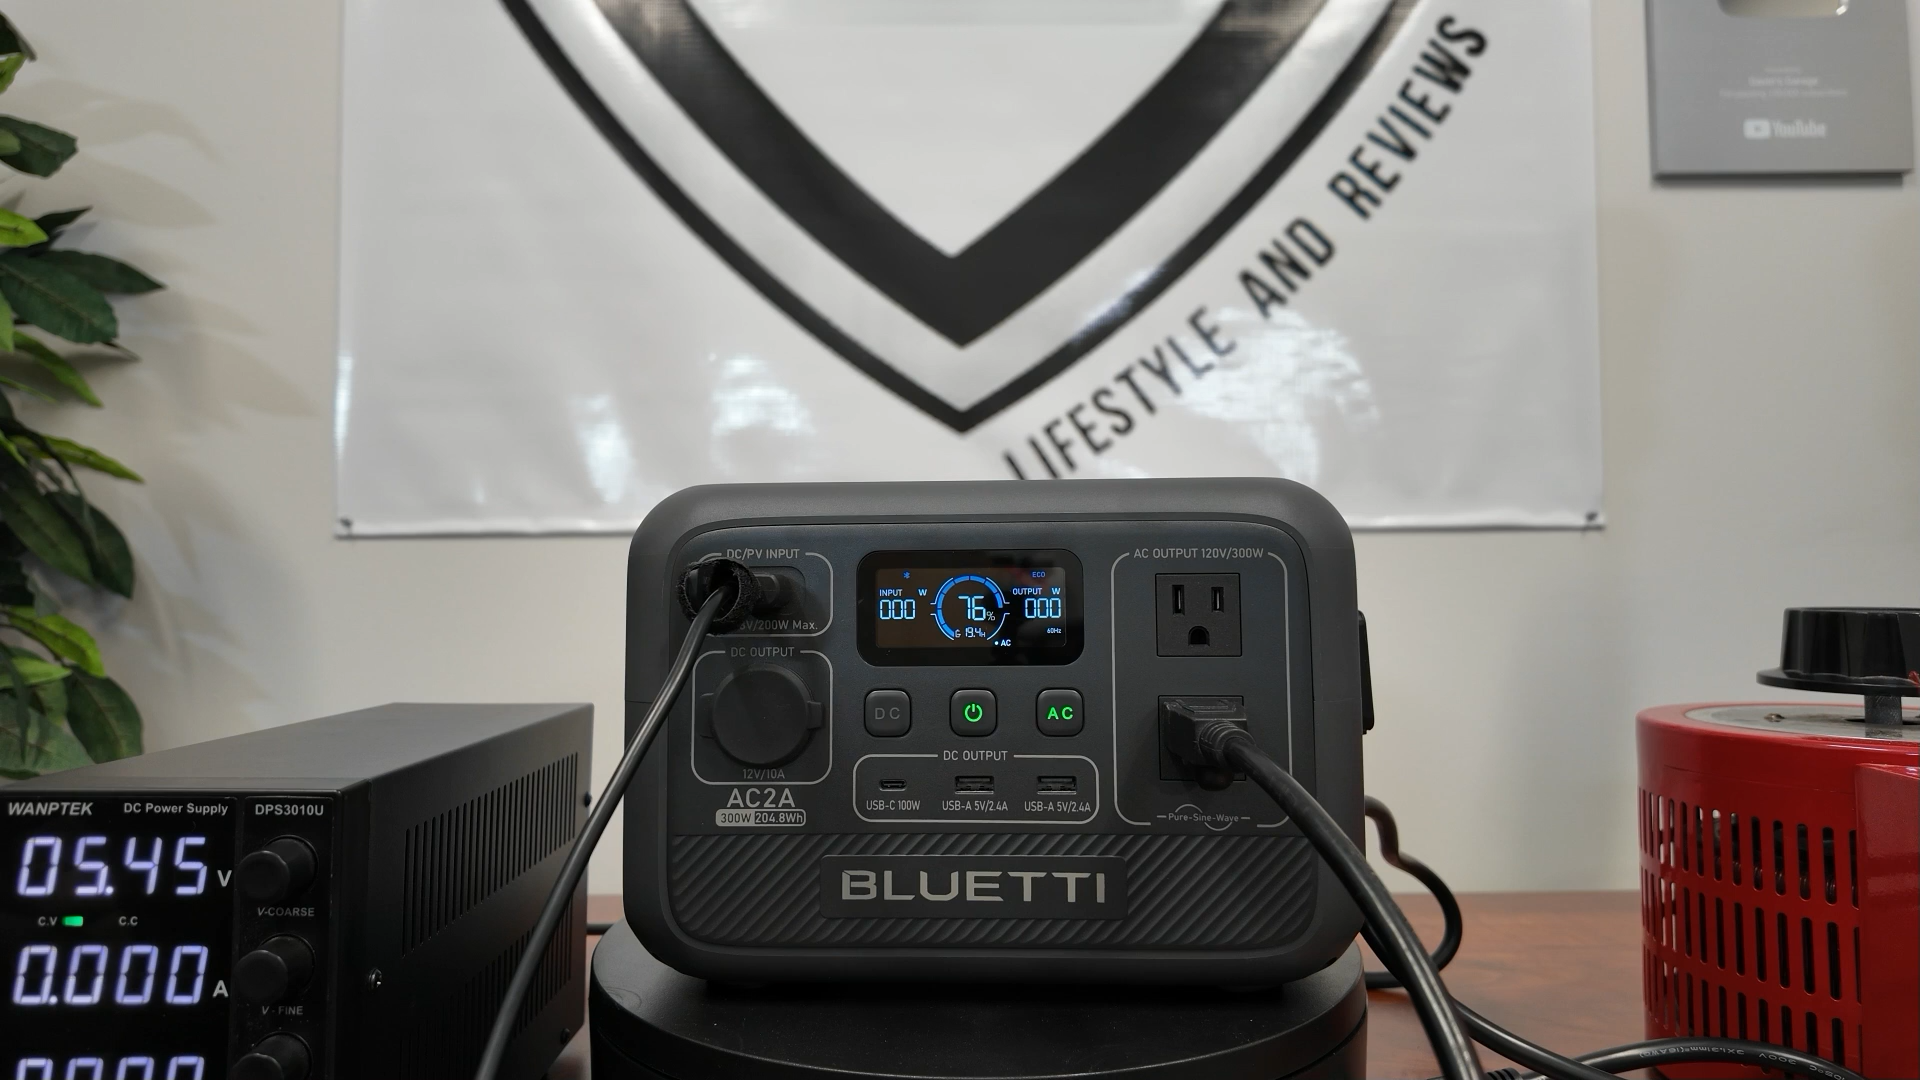 LIFESTYLE AND REVIEWS
YouTube
DC/PV INPUT
V/200W Max.
DC OUTPUT
12V/10A
AC2A
300W 204.8Wh
INPUT W
000
76%
19.4H
AC
ECO
OUTPUT W
000
60Hz
DC
AC
DC OUTPUT
USB-C 100W
USB-A 5V/2.4A
USB-A 5V/2.4A
AC OUTPUT 120V/300W
Pure-Sine-Wave
BLUETTI
WANPTEK DC Power Supply DPS3010U
05.45 V
C.V C.C
V-COARSE
0.000 A
V-FINE